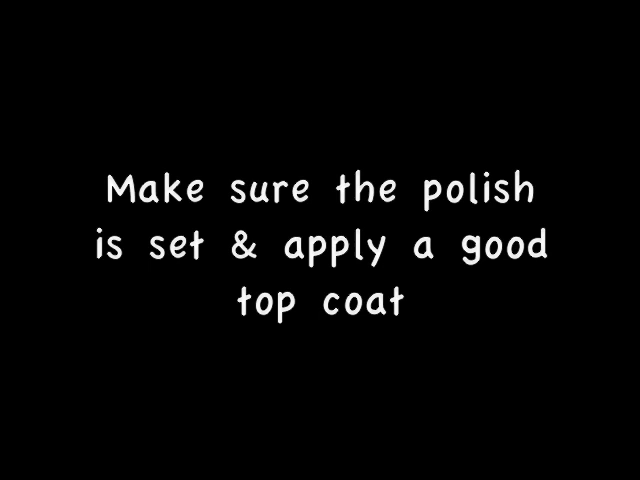 Make sure the polish
is set & apply a good
top coat